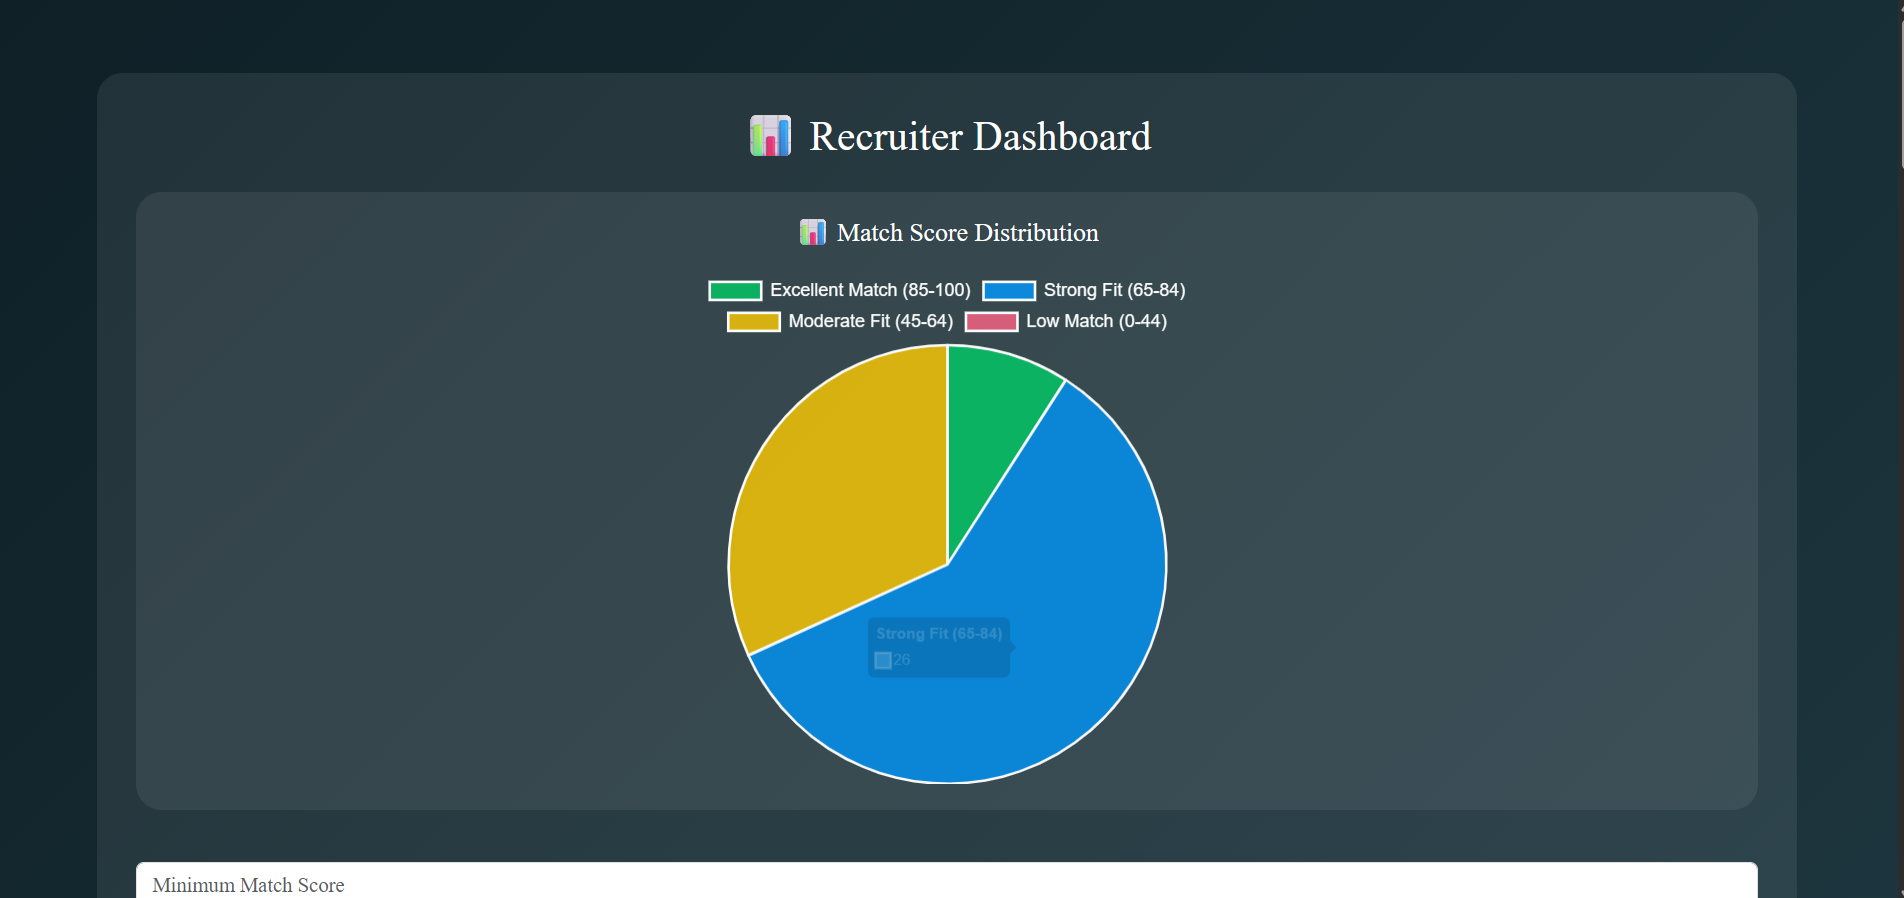 Recruiter Dashboard
Match Score Distribution
Excellent Match (85-100) Strong Fit (65-84)
Moderate Fit (45-64) Low Match (0-44)
Strong Fit (65-84)
26
Minimum Match Score